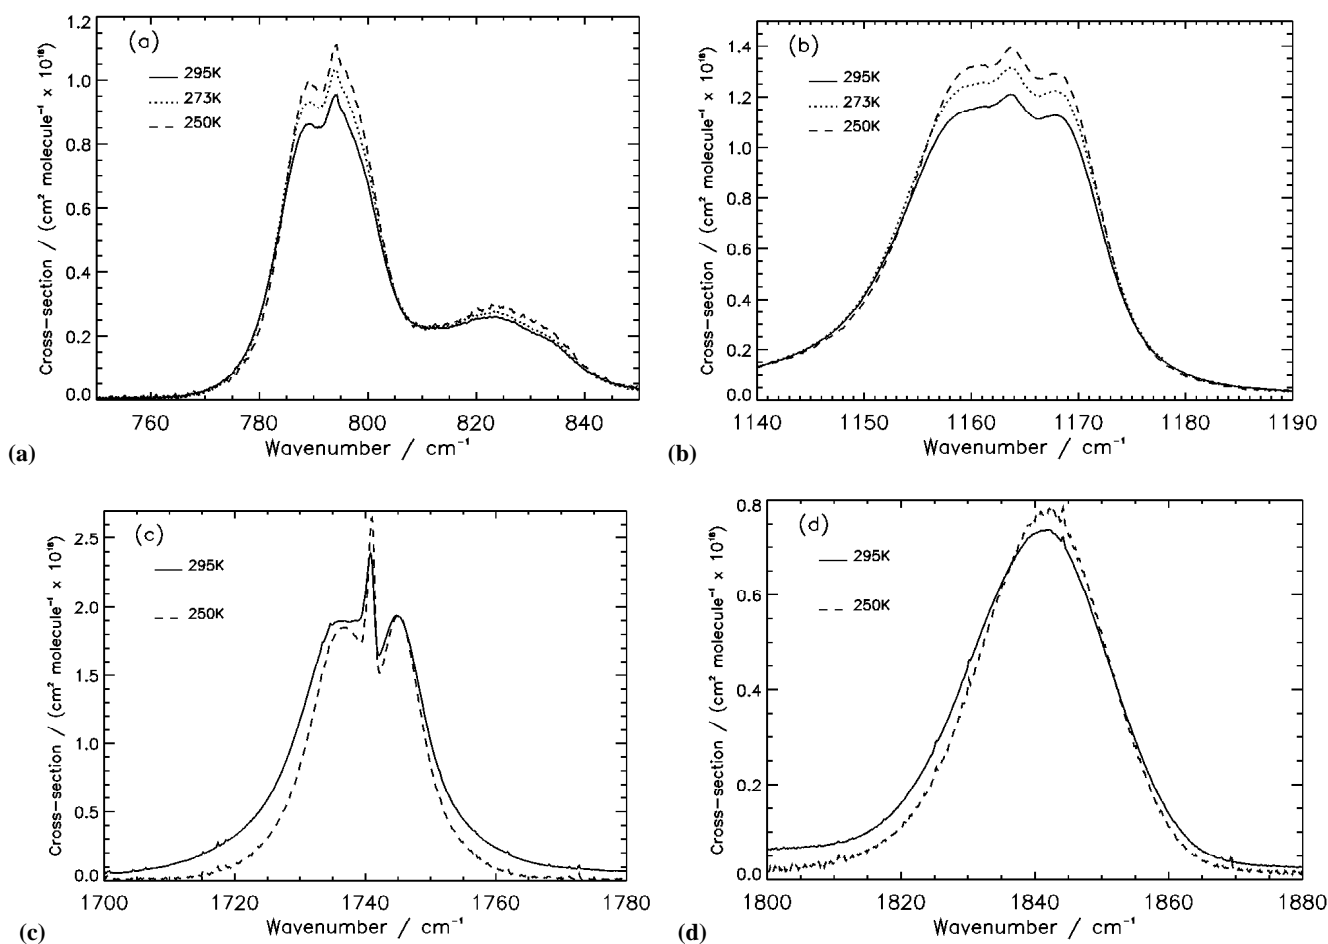 (a)
295K
273K
250K
Cross-section / (cm² molecule⁻¹ x 10¹⁸)
1.2
1.0
0.8
0.6
0.4
0.2
0.0
760 780 800 820 840
Wavenumber / cm⁻¹
(a)
(b)
295K
273K
250K
Cross-section / (cm² molecule⁻¹ x 10¹⁸)
1.4
1.2
1.0
0.8
0.6
0.4
0.2
0.0
1140 1150 1160 1170 1180 1190
Wavenumber / cm⁻¹
(b)
(c)
295K
250K
Cross-section / (cm² molecule⁻¹ x 10¹⁸)
2.5
2.0
1.5
1.0
0.5
0.0
1700 1720 1740 1760 1780
Wavenumber / cm⁻¹
(c)
(d)
295K
250K
Cross-section / (cm² molecule⁻¹ x 10¹⁸)
0.8
0.6
0.4
0.2
0.0
1800 1820 1840 1860 1880
Wavenumber / cm⁻¹
(d)